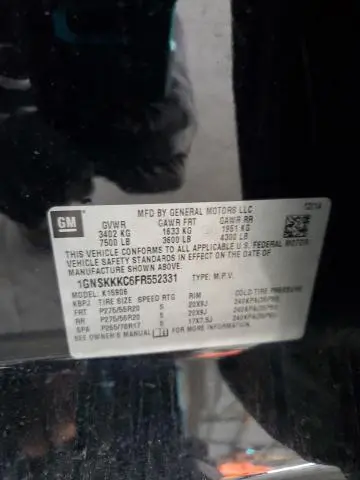 GM
MFD BY GENERAL MOTORS LLC
GVWR GAWR FRT GAWR RR
3402 KG 1633 KG 1951 KG
7500 LB 3600 LB 4300 LB
THIS VEHICLE CONFORMS TO ALL APPLICABLE U.S. FEDERAL MOTOR
VEHICLE SAFETY STANDARDS IN EFFECT ON THE DATE OF
MANUFACTURE SHOWN ABOVE.
1GNSKKKC6FR552331 TYPE: M.P.V.
MODEL: K15906
KBPJ TIRE SIZE SPEED RTG RIM COLD TIRE PRESSURE
FRT P275/55R20 S 20X9J
RR P275/55R20 S 20X9J
SPA P265/70R17 S 17X7.5J
SEE OWNER'S MANUAL